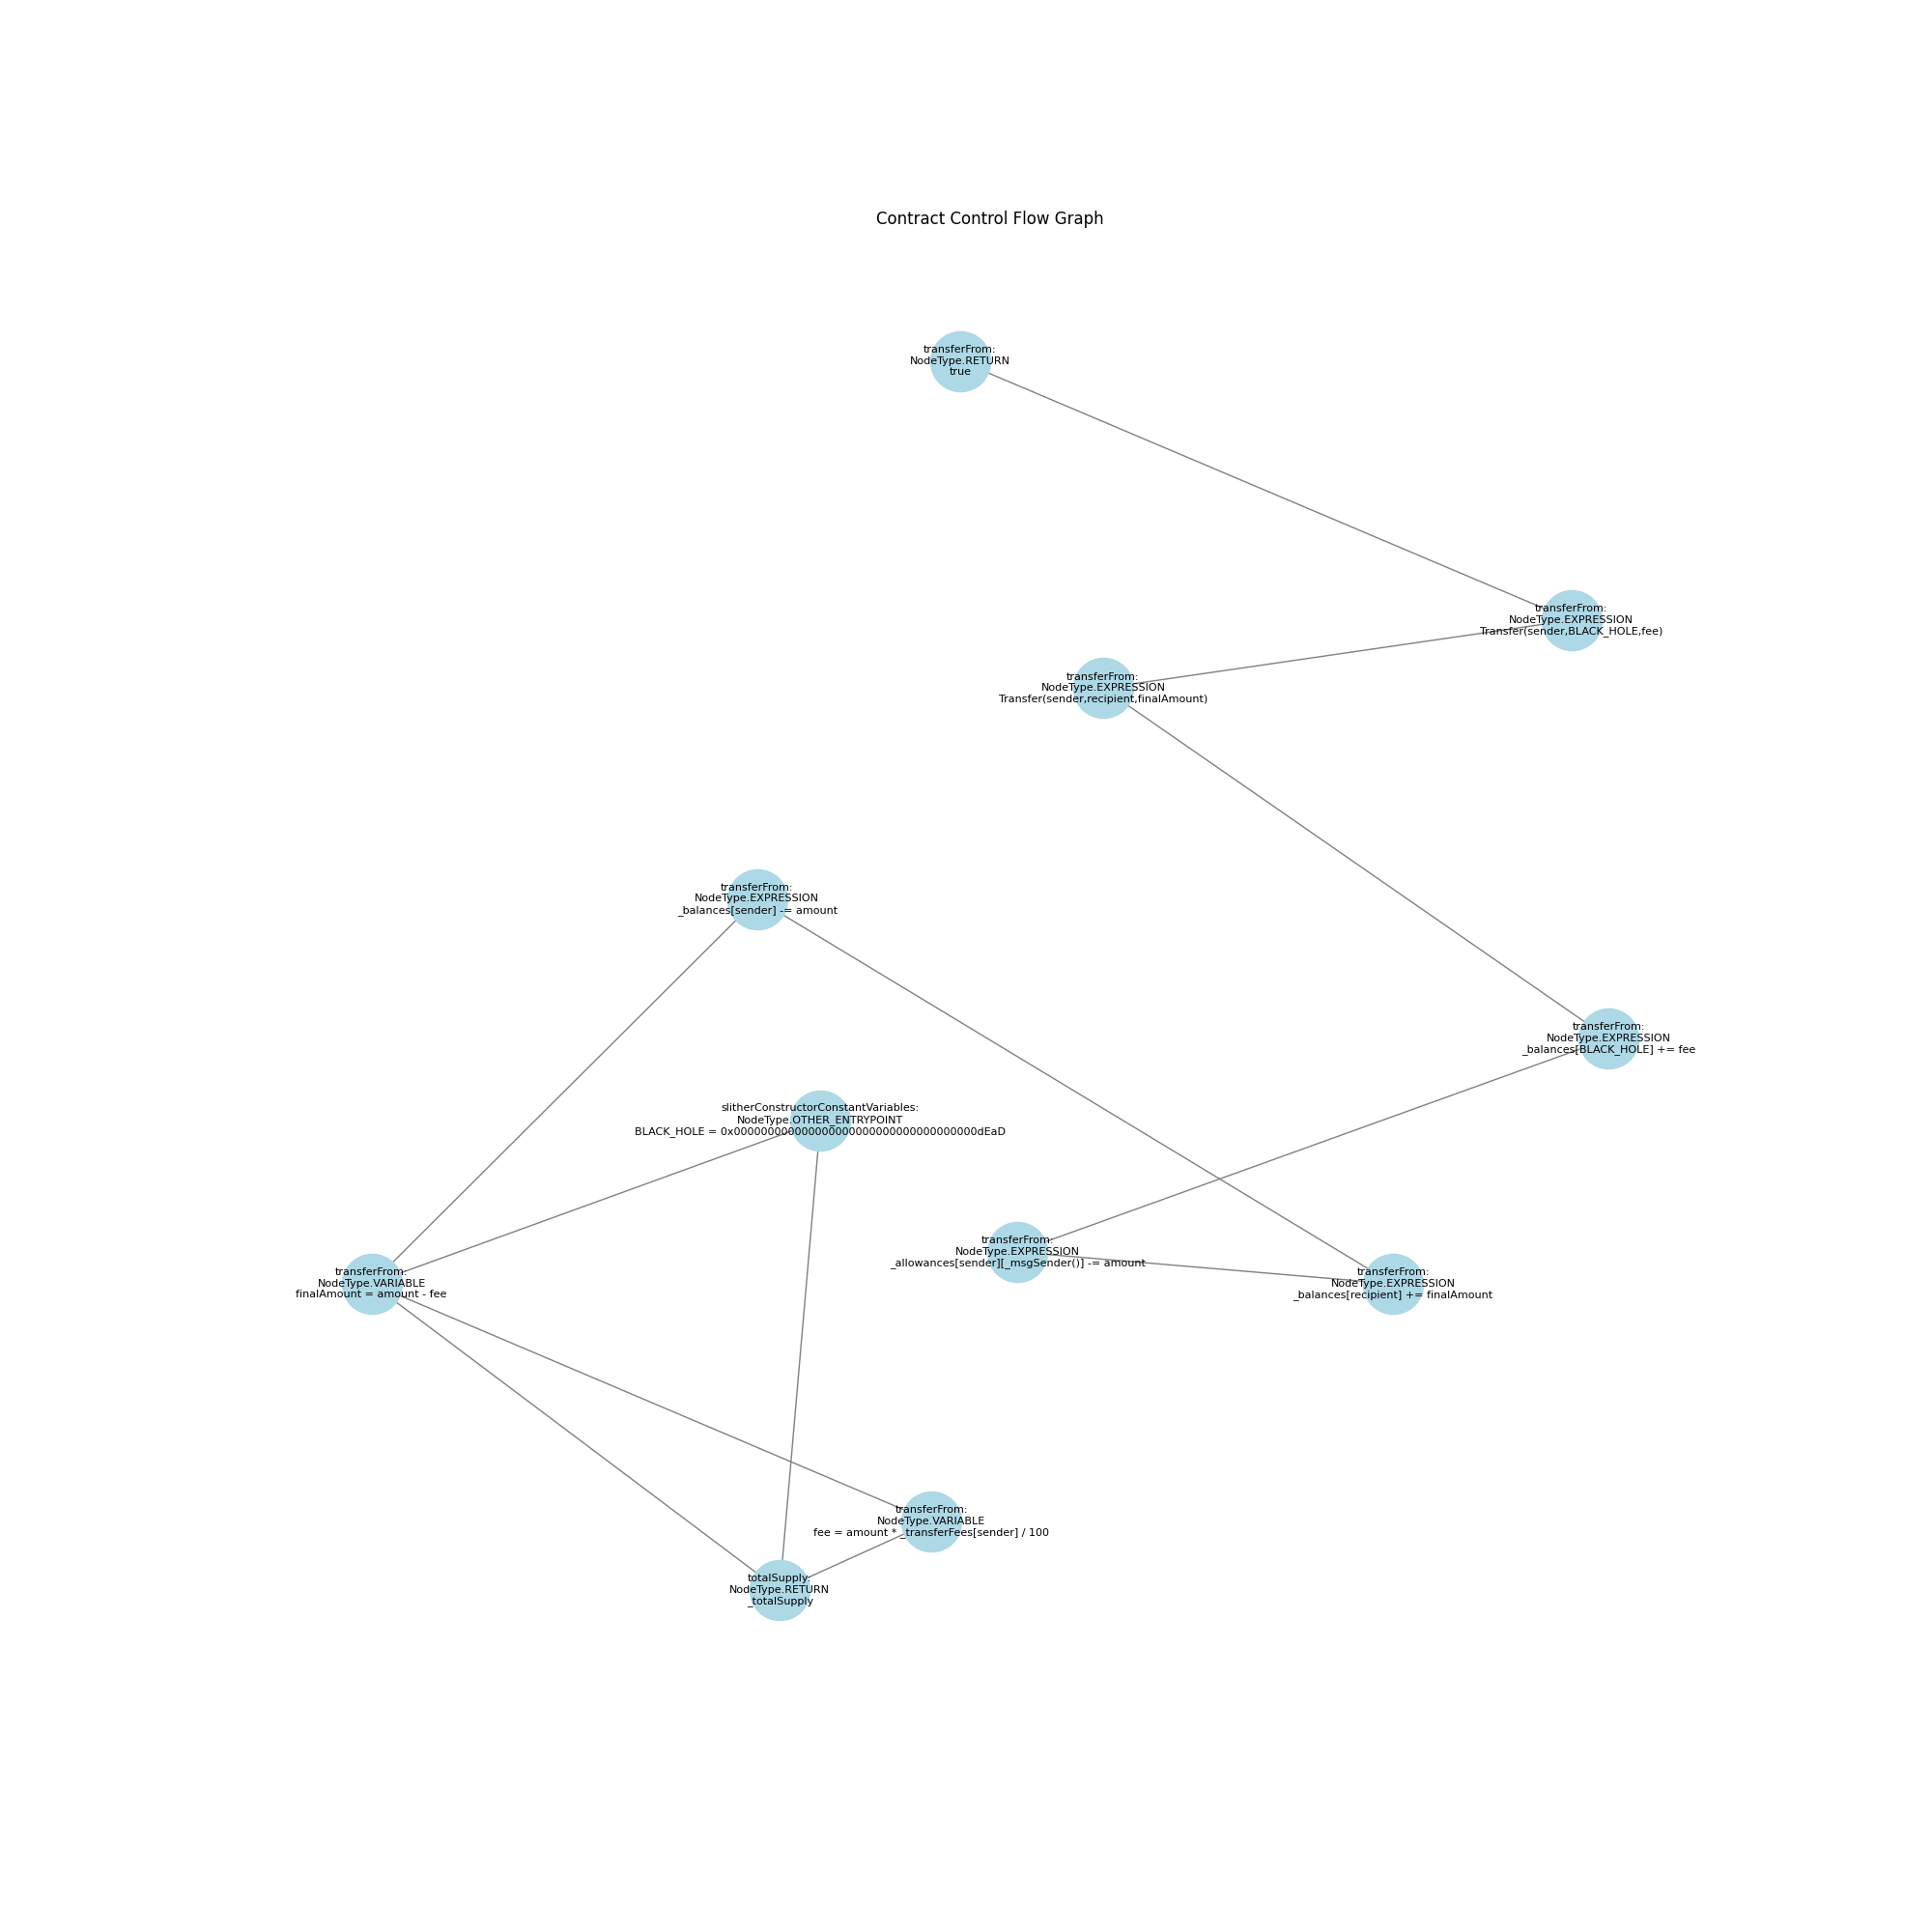 Contract Control Flow Graph
transferFrom:
NodeType.RETURN
true
transferFrom:
NodeType.EXPRESSION
Transfer(sender,BLACK_HOLE,fee)
transferFrom:
NodeType.EXPRESSION
Transfer(sender,recipient,finalAmount)
transferFrom:
NodeType.EXPRESSION
_balances[sender] -= amount
transferFrom:
NodeType.EXPRESSION
_balances[BLACK_HOLE] += fee
slitherConstructorConstantVariables:
NodeType.OTHER_ENTRYPOINT
BLACK_HOLE = 0x000000000000000000000000000000000000dEaD
transferFrom:
NodeType.EXPRESSION
_allowances[sender][_msgSender()] -= amount
transferFrom:
NodeType.VARIABLE
finalAmount = amount - fee
transferFrom:
NodeType.EXPRESSION
_balances[recipient] += finalAmount
transferFrom:
NodeType.VARIABLE
fee = amount * _transferFees[sender] / 100
totalSupply:
NodeType.RETURN
_totalSupply